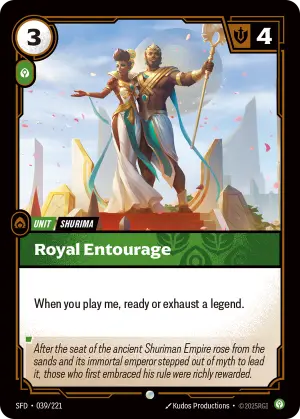 3
4
UNIT SHURIMA
Royal Entourage
When you play me, ready or exhaust a legend.
After the seat of the ancient Shuriman Empire rose from the
sands and its immortal emperor stepped out of myth to lead
it, those who first embraced his rule were richly rewarded.
SFD • 039/221
Kudos Productions • ©2025RGI